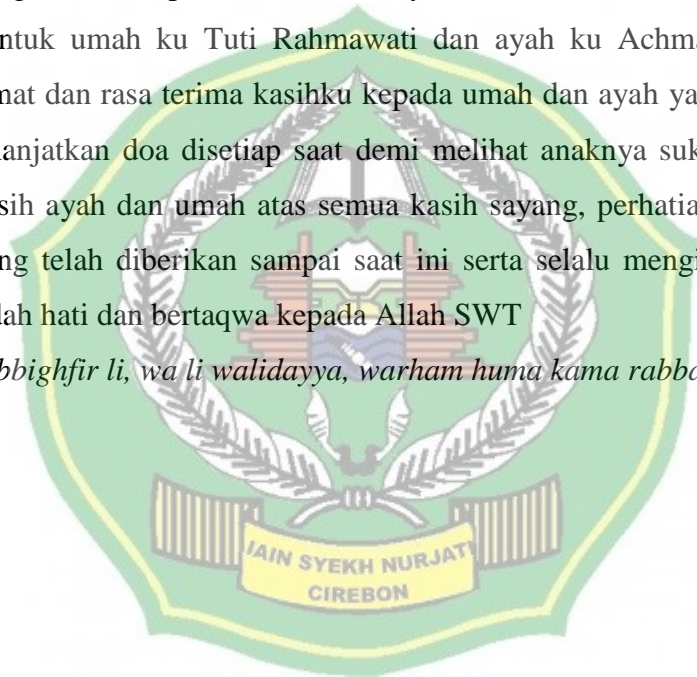 ntuk umah ku Tuti Rahmawati dan ayah ku Achma
mat dan rasa terima kasihku kepada umah dan ayah ya
anjatkan doa disetiap saat demi melihat anaknya suk
sih ayah dan umah atas semua kasih sayang, perhatia
ng telah diberikan sampai saat ini serta selalu mengi
dah hati dan bertaqwa kepada Allah SWT
bbighfir li, wa li walidayya, warham huma kama rabba
IAIN SYEKH NURJATI
CIREBON